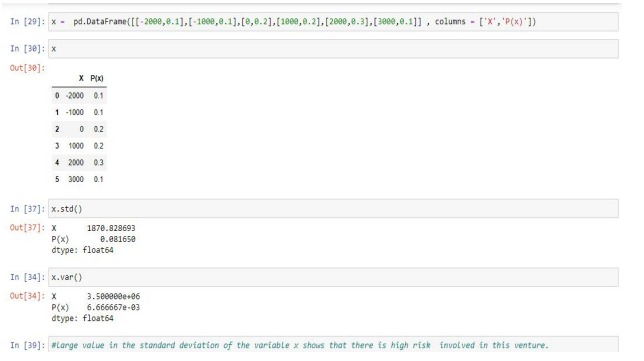 In [29]: x = pd.DataFrame([[-2000,0.1],[-1000,0.1],[0,0.2],[1000,0.2],[2000,0.3],[3000,0.1]] , columns = ['X','P(x)'])
In [30]: x
Out[30]:
X P(x)
0 -2000 0.1
1 -1000 0.1
2 0 0.2
3 1000 0.2
4 2000 0.3
5 3000 0.1
In [37]: x.std()
Out[37]: X 1870.828693
P(x) 0.081650
dtype: float64
In [34]: x.var()
Out[34]: X 3.500000e+06
P(x) 6.666667e-03
dtype: float64
In [39]: #Large value in the standard deviation of the variable x shows that there is high risk involved in this venture.